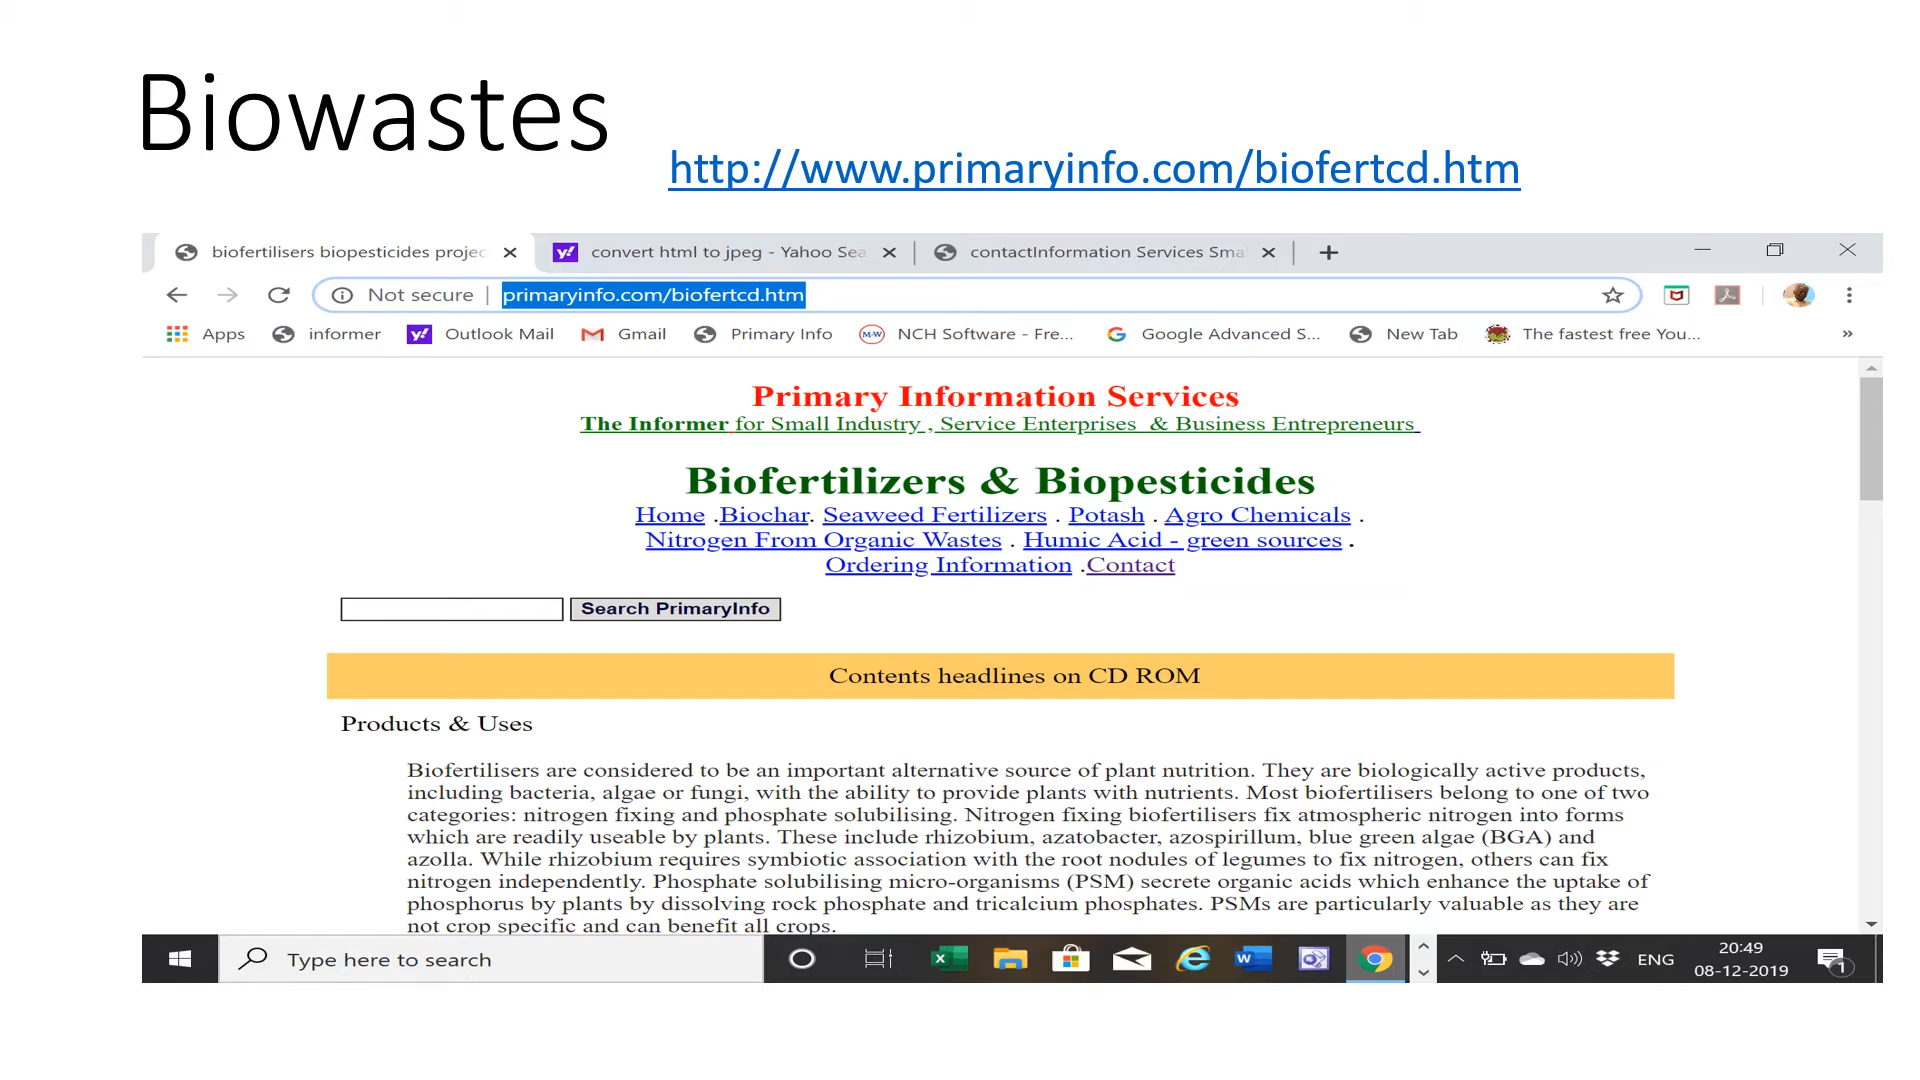 Biowastes
http://www.primaryinfo.com/biofertcd.htm
biofertilisers biopesticides projec
convert html to jpeg - Yahoo Sea
contactInformation Services Sma
Not secure | primaryinfo.com/biofertcd.htm
Apps informer Outlook Mail Gmail Primary Info NCH Software - Fre... Google Advanced S... New Tab The fastest free You... »
Primary Information Services
The Informer for Small Industry , Service Enterprises & Business Entrepreneurs
Biofertilizers & Biopesticides
Home .Biochar. Seaweed Fertilizers . Potash . Agro Chemicals .
Nitrogen From Organic Wastes . Humic Acid - green sources .
Ordering Information .Contact
Search PrimaryInfo
Contents headlines on CD ROM
Products & Uses
Biofertilisers are considered to be an important alternative source of plant nutrition. They are biologically active products,
including bacteria, algae or fungi, with the ability to provide plants with nutrients. Most biofertilisers belong to one of two
categories: nitrogen fixing and phosphate solubilising. Nitrogen fixing biofertilisers fix atmospheric nitrogen into forms
which are readily useable by plants. These include rhizobium, azatobacter, azospirillum, blue green algae (BGA) and
azolla. While rhizobium requires symbiotic association with the root nodules of legumes to fix nitrogen, others can fix
nitrogen independently. Phosphate solubilising micro-organisms (PSM) secrete organic acids which enhance the uptake of
phosphorus by plants by dissolving rock phosphate and tricalcium phosphates. PSMs are particularly valuable as they are
not crop specific and can benefit all crops.
Type here to search
ENG
20:49
08-12-2019
1